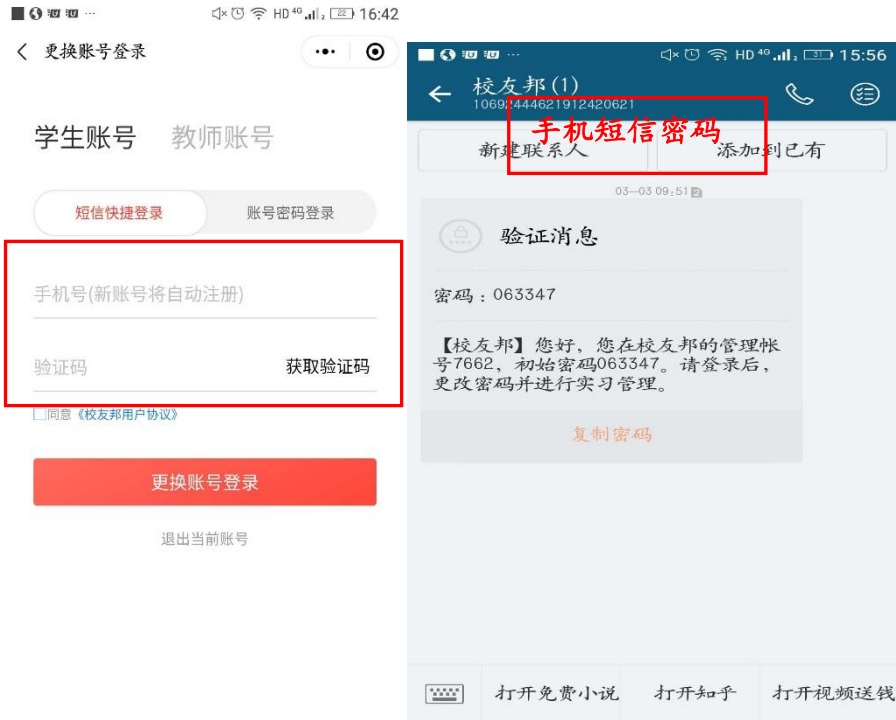 HD 4G 22 16:42
更换账号登录
学生账号 教师账号
短信快捷登录 账号密码登录
手机号(新账号将自动注册)
验证码 获取验证码
同意《校友邦用户协议》
更换账号登录
退出当前账号
HD 4G 31 15:56
校友邦(1)
10692444621912420621
手机短信密码
新建联系人 添加到已有
03-03 09:51
验证消息
密码:063347
【校友邦】您好,您在校友邦的管理帐
号7662,初始密码063347。请登录后,
更改密码并进行实习管理。
复制密码
打开免费小说 打开知乎 打开视频送钱